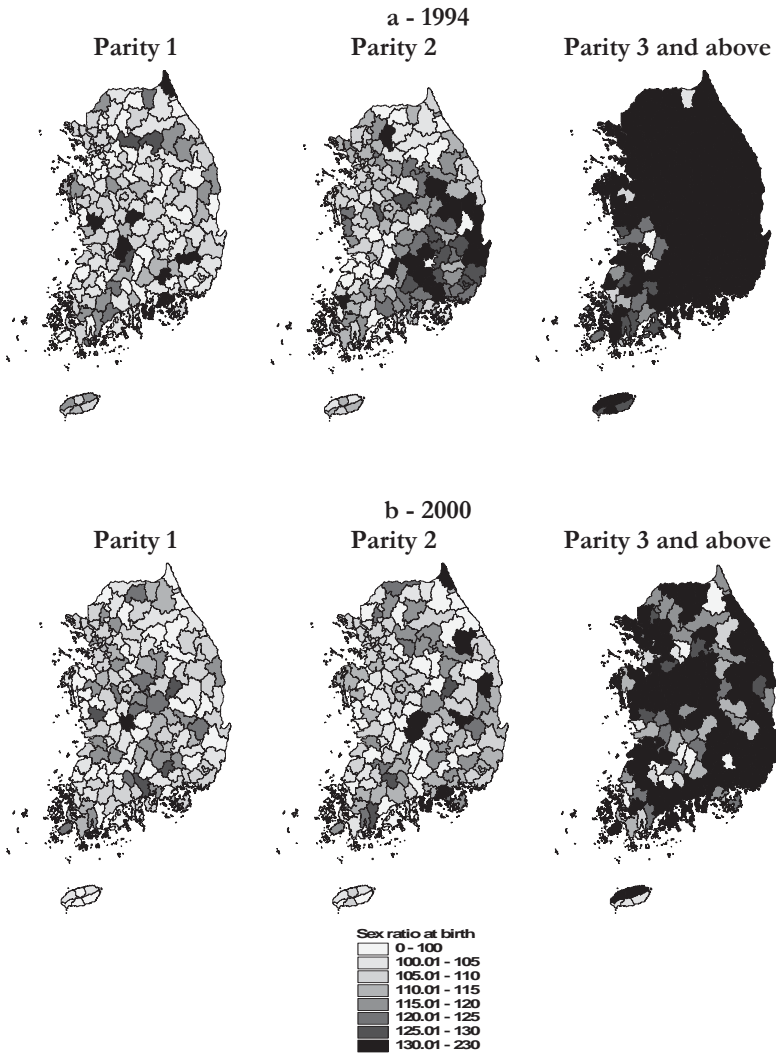 a - 1994
Parity 1 Parity 2 Parity 3 and above
b - 2000
Parity 1 Parity 2 Parity 3 and above
Sex ratio at birth
0 - 100
100.01 - 105
105.01 - 110
110.01 - 115
115.01 - 120
120.01 - 125
125.01 - 130
130.01 - 230